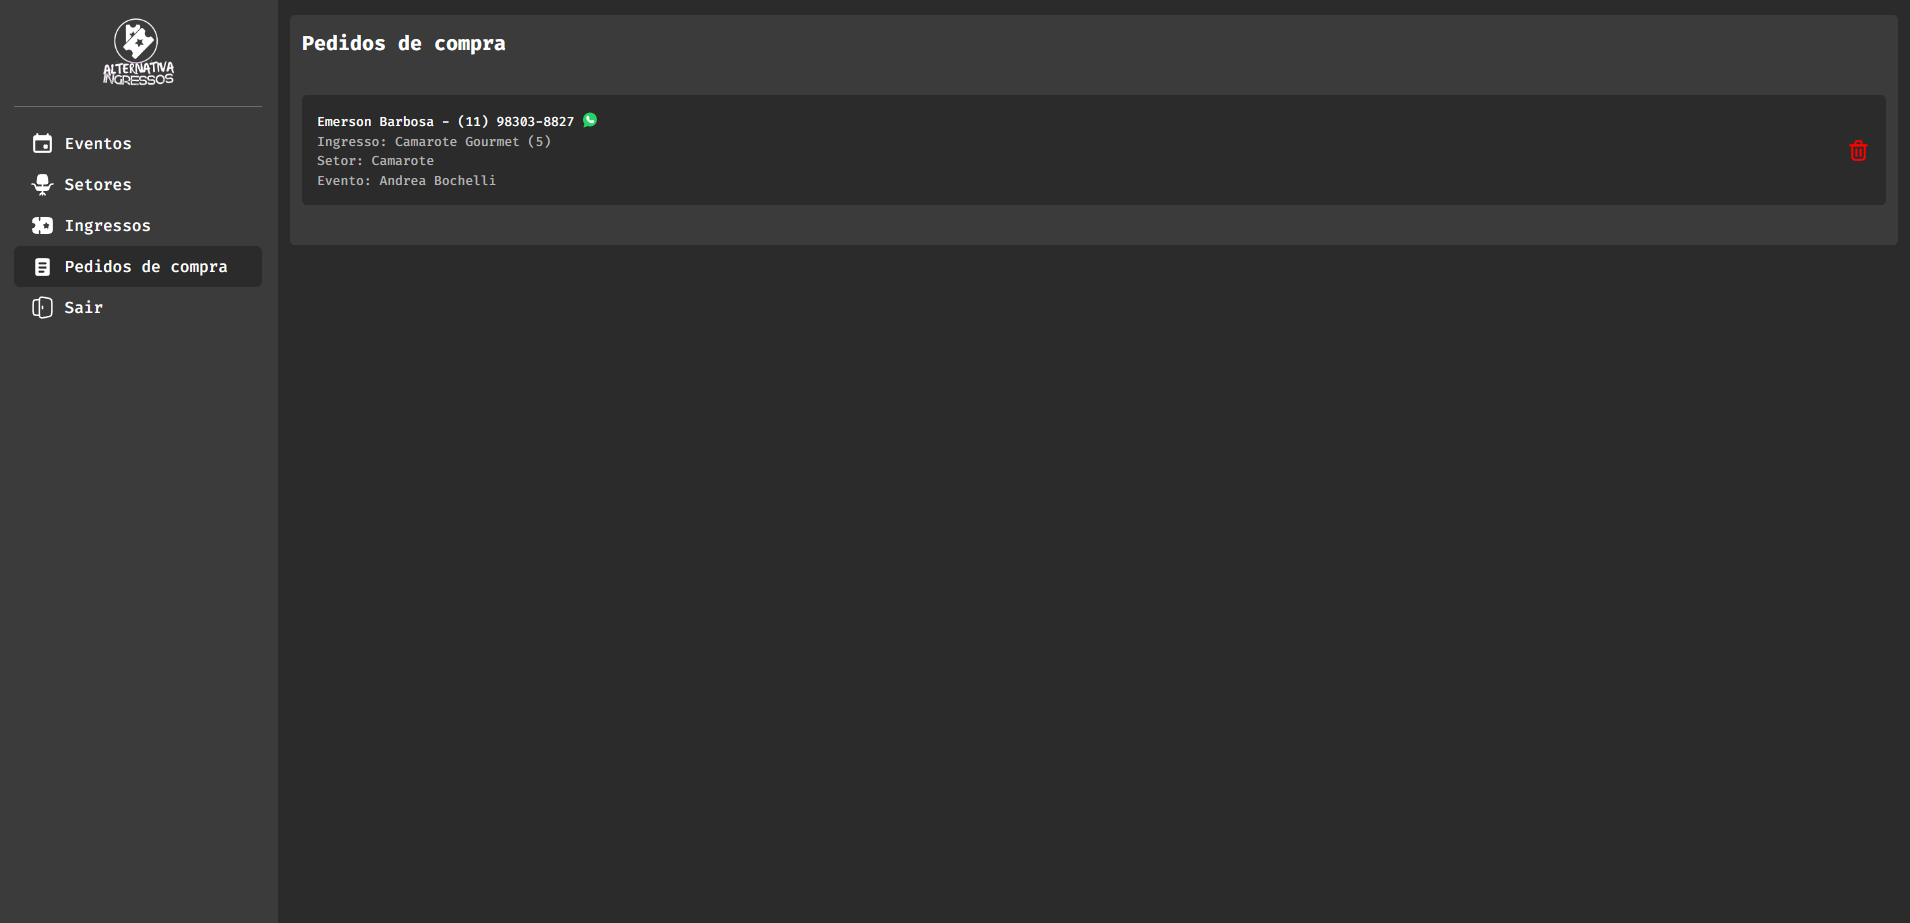 ALTERNATIVA
INGRESSOS
Eventos
Setores
Ingressos
Pedidos de compra
Sair
Pedidos de compra
Emerson Barbosa - (11) 98303-8827
Ingresso: Camarote Gourmet (5)
Setor: Camarote
Evento: Andrea Bochelli